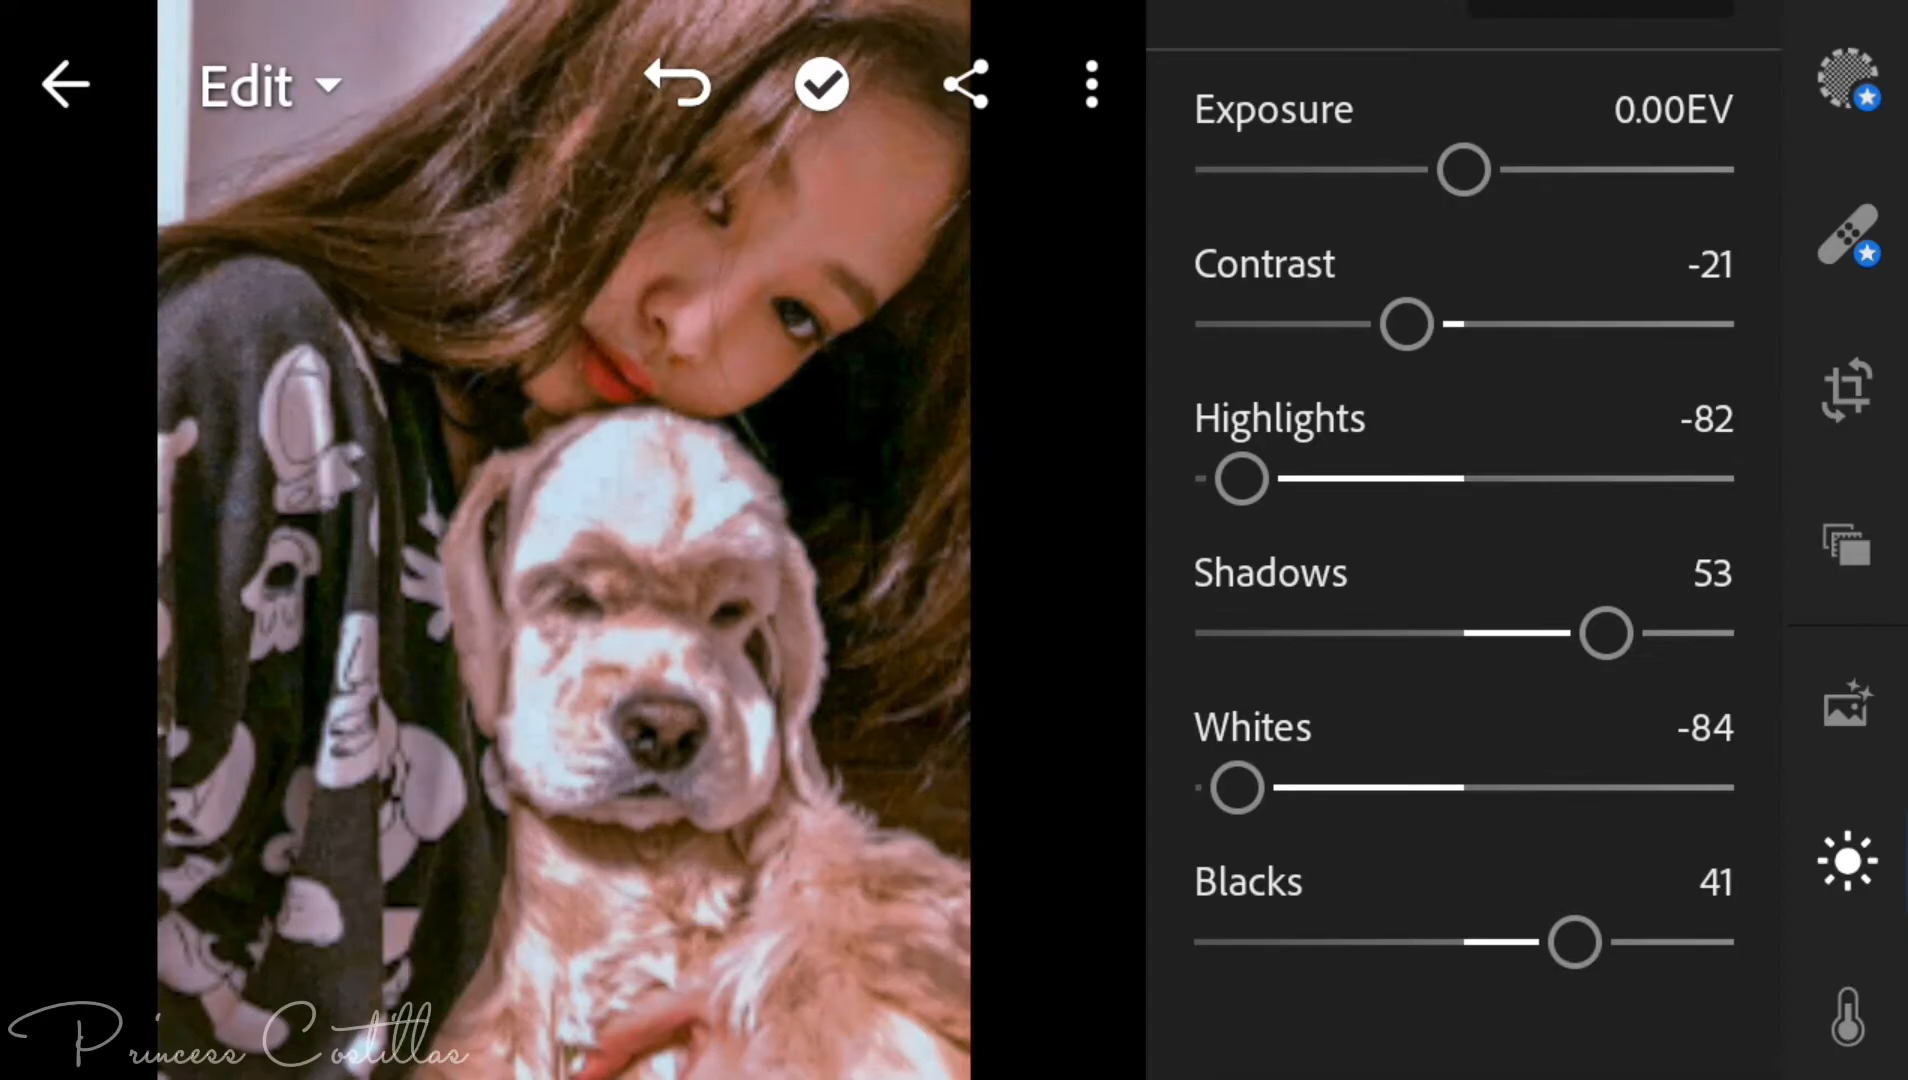 Edit
Exposure 0.00EV
Contrast -21
Highlights -82
Shadows 53
Whites -84
Blacks 41
Princess Costillas